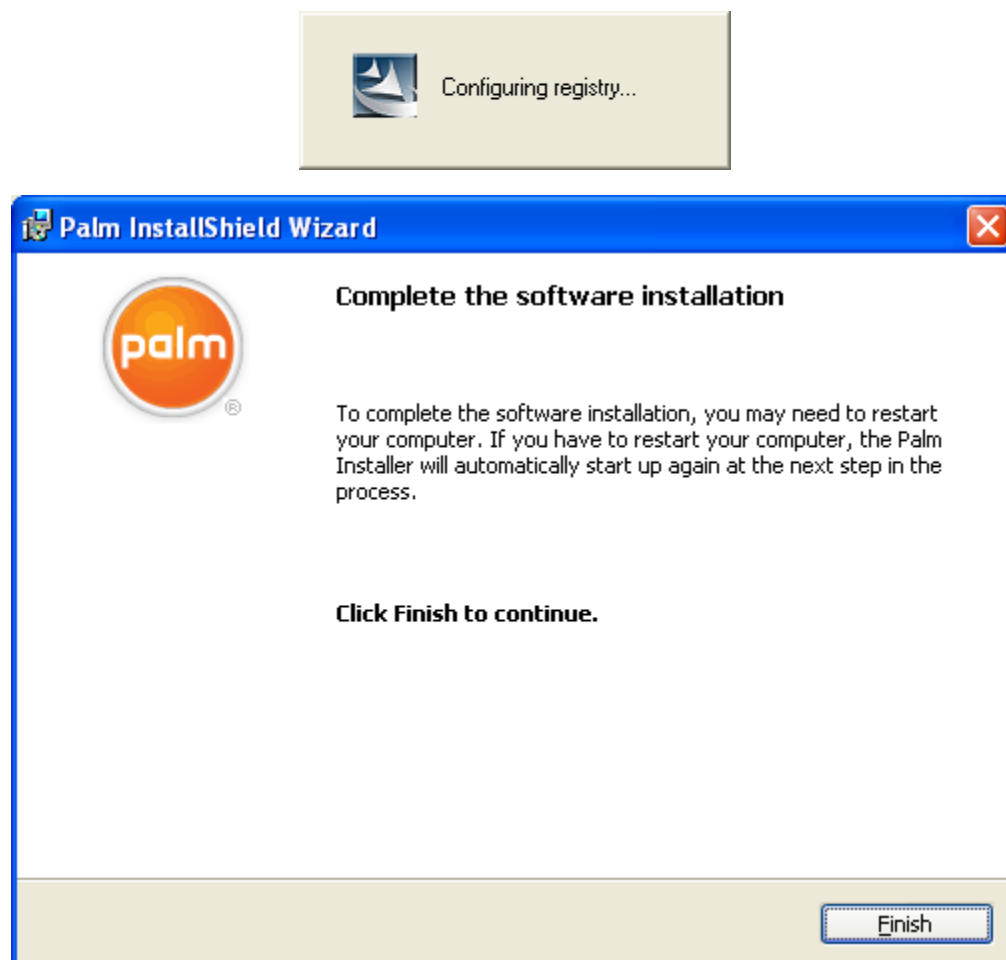 Configuring registry...
Palm InstallShield Wizard
palm
®
Complete the software installation
To complete the software installation, you may need to restart
your computer. If you have to restart your computer, the Palm
Installer will automatically start up again at the next step in the
process.
Click Finish to continue.
Finish